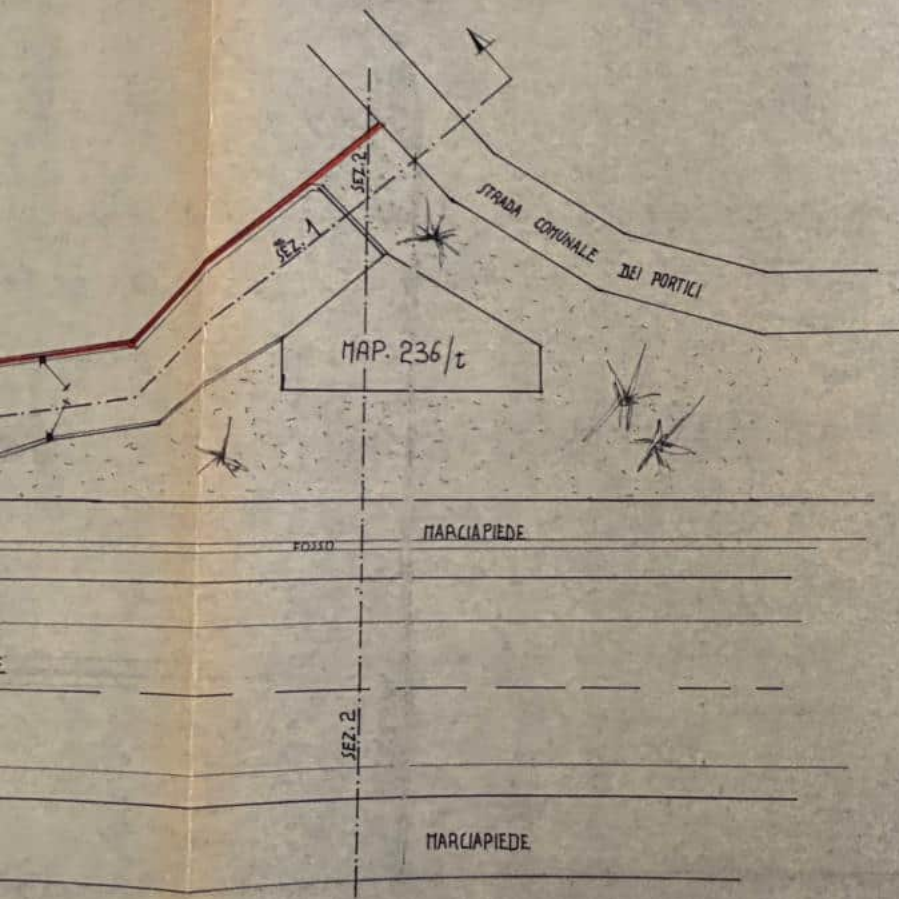 SEZ. 2
SEZ. 1
STRADA COMUNALE DEI PORTICI
MAP. 236/t
MARCIAPIEDE
FOSSO
SEZ. 2
MARCIAPIEDE